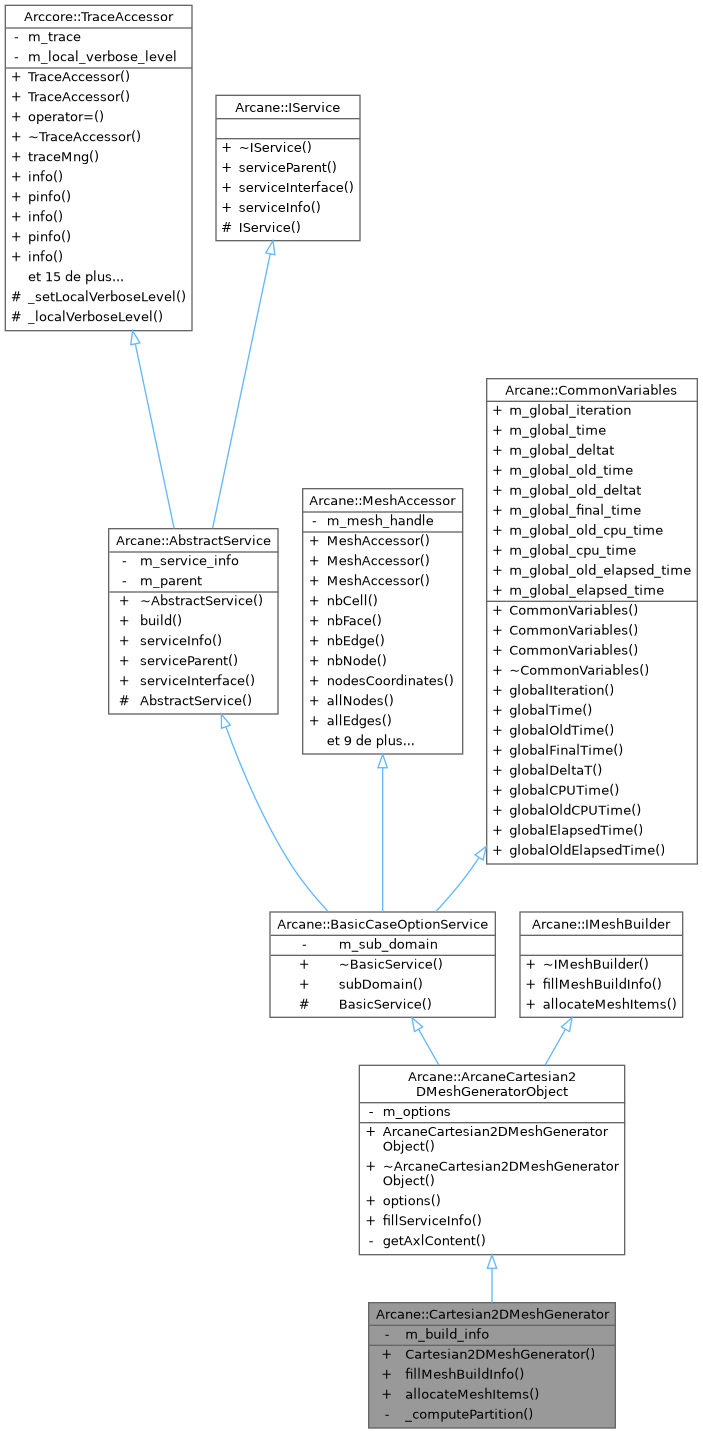 Arccore::TraceAccessor
- m_trace
- m_local_verbose_level
+ TraceAccessor()
+ TraceAccessor()
+ operator=()
+ ~TraceAccessor()
+ traceMng()
+ info()
+ pinfo()
+ info()
+ pinfo()
+ info()
et 15 de plus...
# _setLocalVerboseLevel()
# _localVerboseLevel()
Arcane::IService
+ ~IService()
+ serviceParent()
+ serviceInterface()
+ serviceInfo()
# IService()
Arcane::CommonVariables
+ m_global_iteration
+ m_global_time
+ m_global_deltat
+ m_global_old_time
+ m_global_old_deltat
+ m_global_final_time
+ m_global_old_cpu_time
+ m_global_cpu_time
+ m_global_old_elapsed_time
+ m_global_elapsed_time
+ CommonVariables()
+ CommonVariables()
+ CommonVariables()
+ ~CommonVariables()
+ globalIteration()
+ globalTime()
+ globalOldTime()
+ globalFinalTime()
+ globalDeltaT()
+ globalCPUTime()
+ globalOldCPUTime()
+ globalElapsedTime()
+ globalOldElapsedTime()
Arcane::MeshAccessor
- m_mesh_handle
+ MeshAccessor()
+ MeshAccessor()
+ MeshAccessor()
+ nbCell()
+ nbFace()
+ nbEdge()
+ nbNode()
+ nodesCoordinates()
+ allNodes()
+ allEdges()
et 9 de plus...
Arcane::AbstractService
- m_service_info
- m_parent
+ ~AbstractService()
+ build()
+ serviceInfo()
+ serviceParent()
+ serviceInterface()
# AbstractService()
Arcane::BasicCaseOptionService
- m_sub_domain
+ ~BasicService()
+ subDomain()
# BasicService()
Arcane::IMeshBuilder
+ ~IMeshBuilder()
+ fillMeshBuildInfo()
+ allocateMeshItems()
Arcane::ArcaneCartesian2
DMeshGeneratorObject
- m_options
+ ArcaneCartesian2DMeshGenerator
Object()
+ ~ArcaneCartesian2DMeshGenerator
Object()
+ options()
+ fillServiceInfo()
- getAxlContent()
Arcane::Cartesian2DMeshGenerator
- m_build_info
+ Cartesian2DMeshGenerator()
+ fillMeshBuildInfo()
+ allocateMeshItems()
- _computePartition()